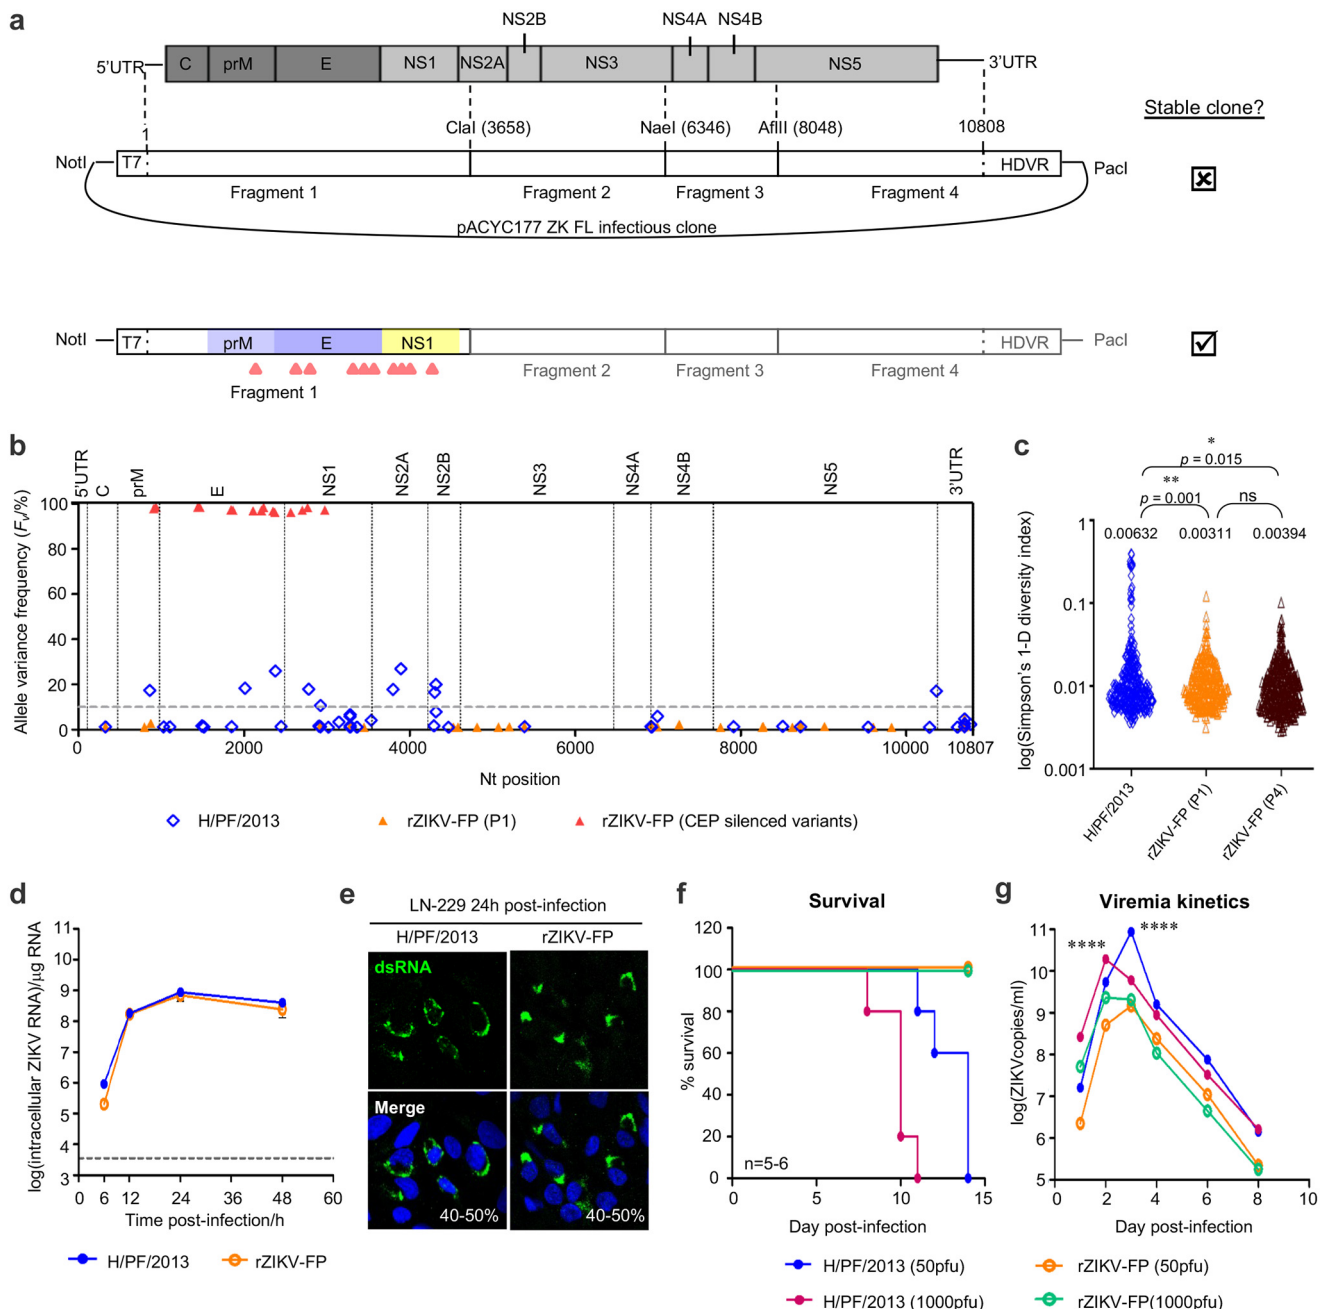 a
NS2B NS4A NS4B
5'UTR C prM E NS1 NS2A NS3 NS5 3'UTR
Stable clone?
1 ClaI (3658) NaeI (6346) AflII (8048) 10808
NotI T7 HDVR PacI
Fragment 1 Fragment 2 Fragment 3 Fragment 4
pACYC177 ZK FL infectious clone
NotI T7 prM E NS1 HDVR PacI
Fragment 2 Fragment 3 Fragment 4
Fragment 1
b
5'UTR C prM E NS1 NS2A NS2B NS3 NS4A NS4B NS5 3'UTR
Allele variance frequency (Fv/%)
100
80
60
40
20
0
0 2000 4000 6000 8000 10000 10807
Nt position
H/PF/2013 rZIKV-FP (P1) rZIKV-FP (CEP silenced variants)
c
*
p = 0.015
**
p = 0.001 ns
0.00632 0.00311 0.00394
log(Siimpson's 1-D diversity index)
1
0.1
0.01
0.001
H/PF/2013 rZIKV-FP (P1) rZIKV-FP (P4)
d
log(intracellular ZIKV RNA)/µg RNA
11
10
9
8
7
6
5
4
3
0 6 12 24 36 48 60
Time post-infection/h
H/PF/2013 rZIKV-FP
e
LN-229 24h post-infection
H/PF/2013 rZIKV-FP
dsRNA
Merge
40-50% 40-50%
f
Survival
% survival
120
100
80
60
40
20
0
n=5-6
0 5 10 15
Day post-infection
g
Viremia kinetics
**** ****
log(ZIKVcopies/ml)
11
10
9
8
7
6
5
0 2 4 6 8 10
Day post-infection
H/PF/2013 (50pfu) rZIKV-FP (50pfu)
H/PF/2013 (1000pfu) rZIKV-FP(1000pfu)